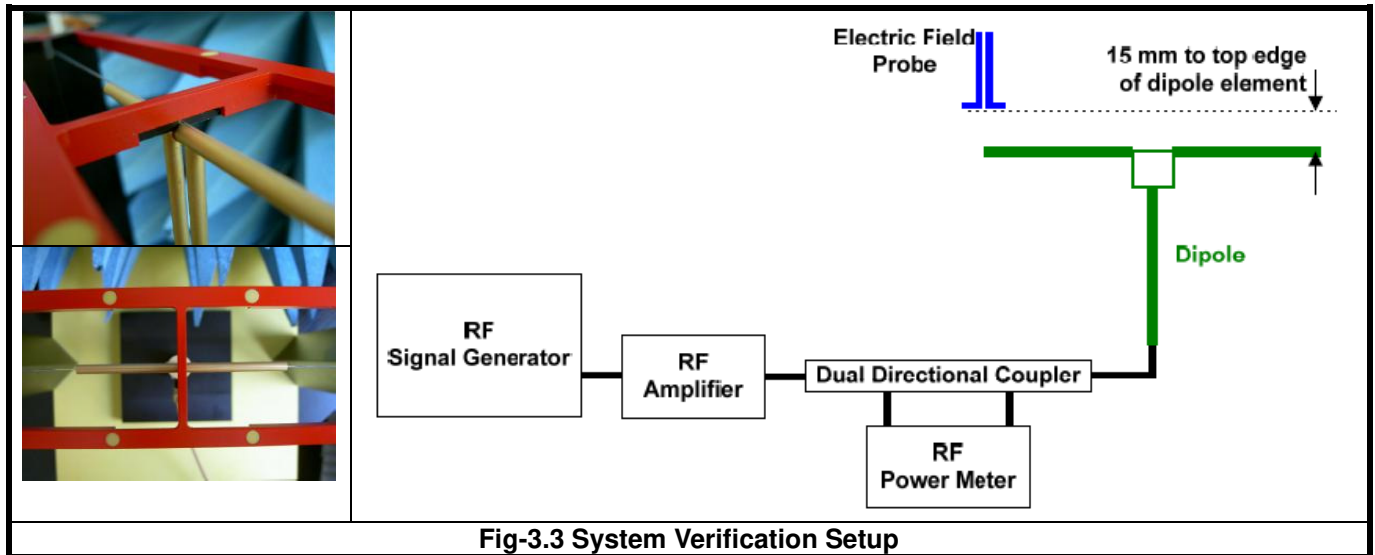 Electric Field
Probe
15 mm to top edge
of dipole element
Dipole
RF
Signal Generator
RF
Amplifier
Dual Directional Coupler
RF
Power Meter
Fig-3.3 System Verification Setup